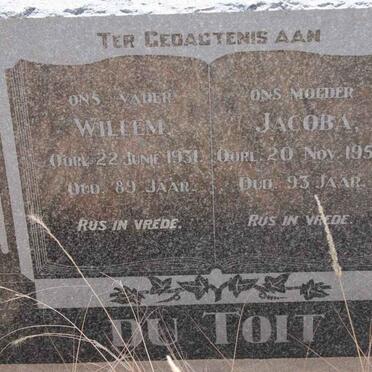 TER GEDAGTENIS AAN
ONS VADER
WILLEM,
OORL. 22 JUNIE 1931.
OUD. 89 JAAR.
RUS IN VREDE.
ONS MOEDER
JACOBA,
OORL. 20 NOV. 195
OUD. 93 JAAR.
RUS IN VREDE.
DU TOIT